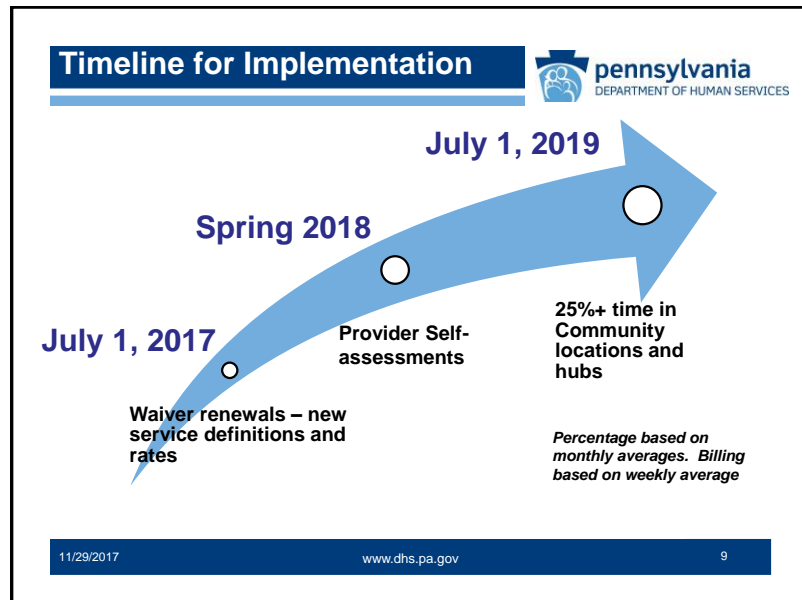 Timeline for Implementation
pennsylvania
DEPARTMENT OF HUMAN SERVICES
July 1, 2019
Spring 2018
July 1, 2017
25%+ time in
Community
locations and
hubs
Provider Self-
assessments
Waiver renewals – new
service definitions and
rates
Percentage based on
monthly averages.  Billing
based on weekly average
11/29/2017
www.dhs.pa.gov
9